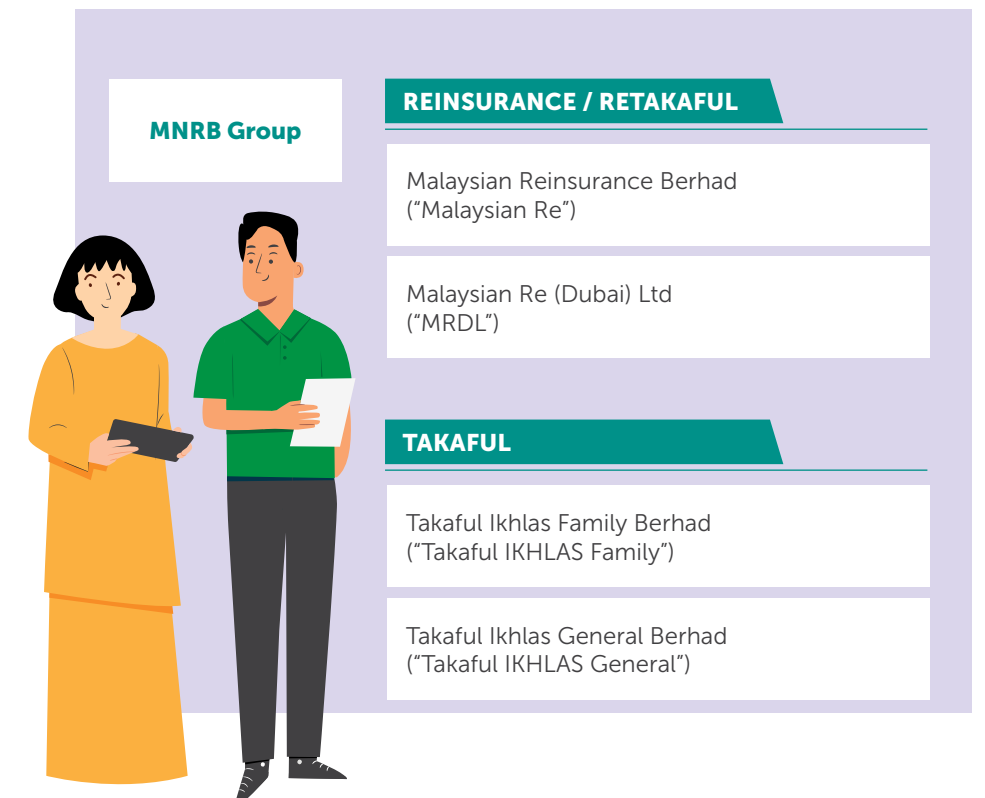 MNRB Group
REINSURANCE / RETAKAFUL
Malaysian Reinsurance Berhad
(“Malaysian Re”)
Malaysian Re (Dubai) Ltd
(“MRDL”)
TAKAFUL
Takaful Ikhlas Family Berhad
(“Takaful IKHLAS Family”)
Takaful Ikhlas General Berhad
(“Takaful IKHLAS General”)